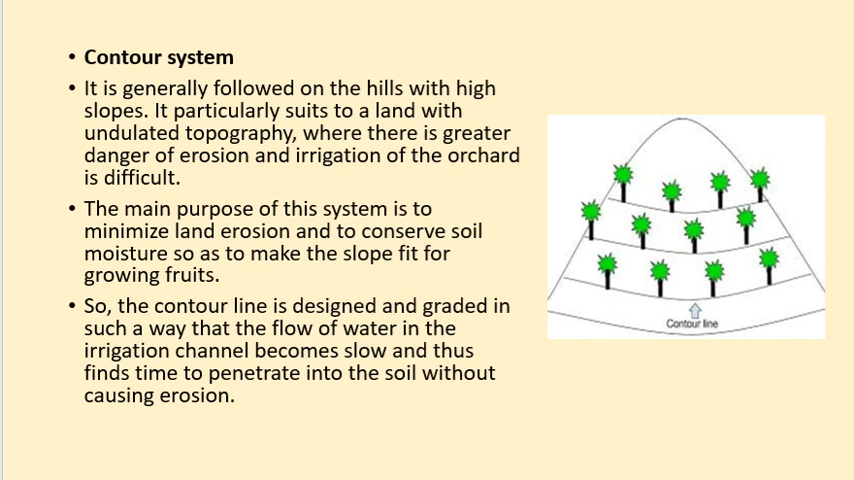 • Contour system
• It is generally followed on the hills with high
slopes. It particularly suits to a land with
undulated topography, where there is greater
danger of erosion and irrigation of the orchard
is difficult.
• The main purpose of this system is to
minimize land erosion and to conserve soil
moisture so as to make the slope fit for
growing fruits.
• So, the contour line is designed and graded in
such a way that the flow of water in the
irrigation channel becomes slow and thus
finds time to penetrate into the soil without
causing erosion.
Contour line